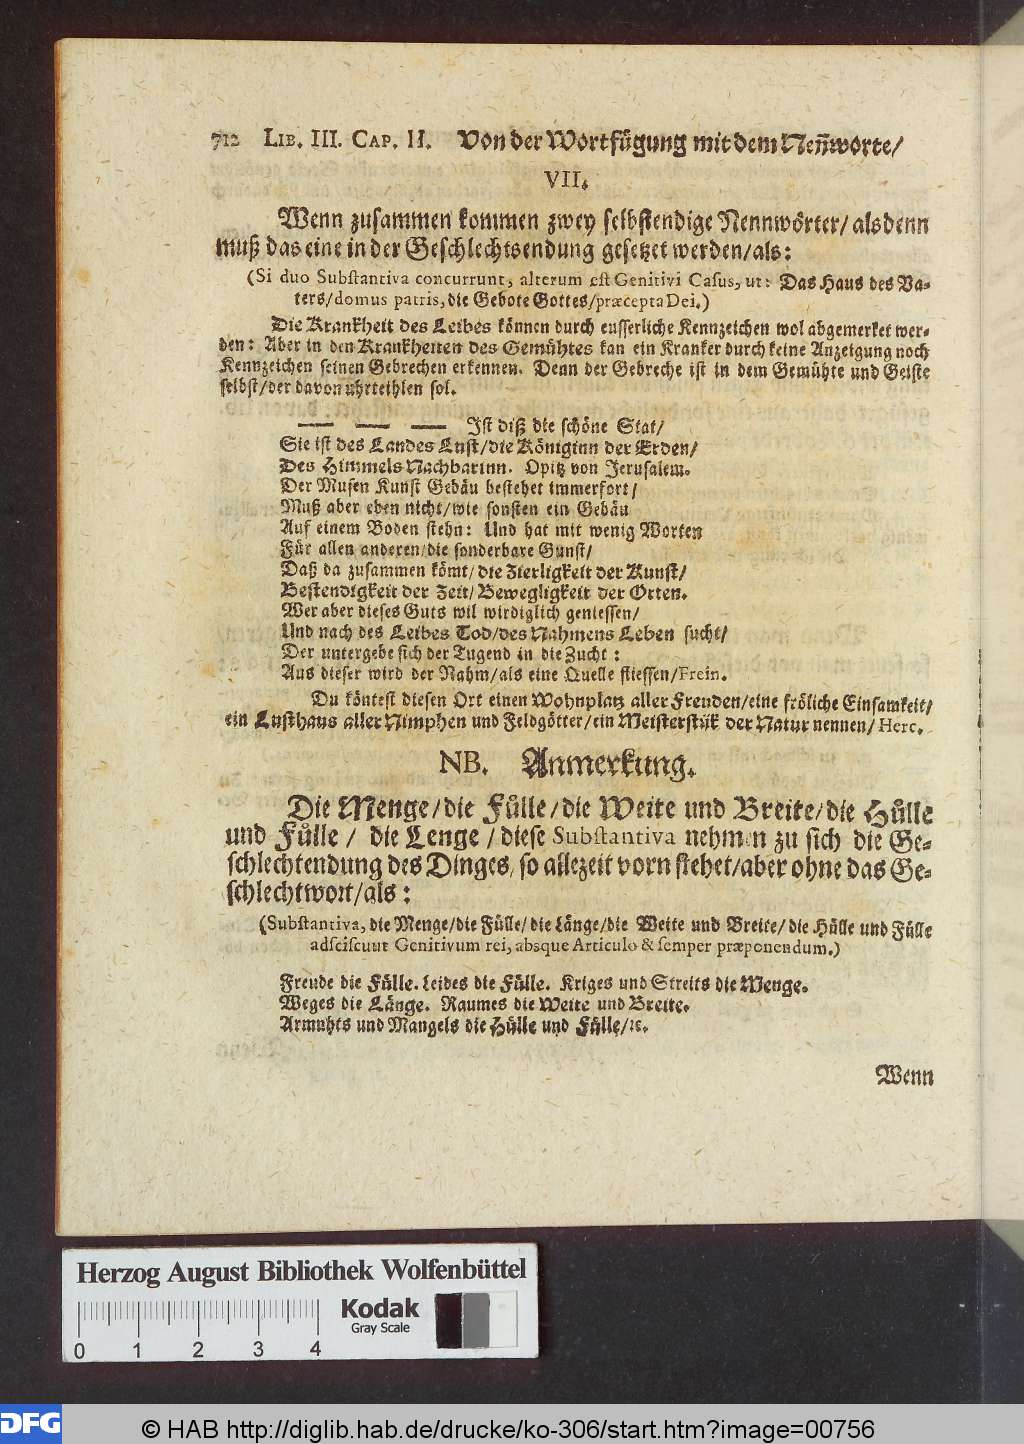 712 LIB. III. CAP. II. Von der Wortfügung mit dem Neñworte/
VII.
Wenn zusammen kommen zwey selbstendige Nennwörter/ alsdenn
muß das eine in der Geschlechtsendung gesetzet werden/als:
(Si duo Substantiva concurrunt, alterum est Genitivi Casus, ut: Das Haus des Va-
ters/domus patris, die Gebote Gottes/præcepta Dei.)
Die Krankheit des Leibes können durch eusserliche Kennzeichen wol abgemerket wer-
den: Aber in den Krankheiten des Gemühtes kan ein Kranker durch keine Anzeigung noch
Kennzeichen seinen Gebrechen erkennen. Denn der Gebreche ist in dem Gemühte und Geiste
selbst/der davon uhrteihlen sol.
— — — Ist diß die schöne Stat/
Sie ist des Landes Lust/die Königinn der Erden/
Des Himmels Nachbarinn. Opitz von Jerusalem.
Der Musen Kunst Gebäu bestehet immerfort/
Muß aber eben nicht/wie sonsten ein Gebäu
Auf einem Boden stehn: Und hat mit wenig Worten
Für allen anderen/die sonderbare Gunst/
Daß da zusammen kömt/die Zierligkeit der Kunst/
Bestendigkeit der Zeit/Bewegligkeit der Orten.
Wer aber dieses Guts wil wirdiglich geniessen/
Und nach des Leibes Tod/des Nahmens Leben sucht/
Der untergebe sich der Tugend in die Zucht:
Aus dieser wird der Nahm/als eine Quelle fliessen/Frein.
Du köntest diesen Ort einen Wohnplatz aller Freuden/eine fröliche Einsamkeit/
ein Lusthaus aller Nimphen und Feldgötter/ein Meisterstük der Natur nennen/Herc.
NB. Anmerkung.
Die Menge/die Fülle/die Weite und Breite/die Hülle
und Fülle/ die Lenge/diese Substantiva nehmen zu sich die Ge-
schlechtendung des Dinges, so allezeit vorn stehet/aber ohne das Ge-
schlechtwort/als:
(Substantiva, die Menge/die Fülle/die Länge/die Weite und Breite/die Hülle und Fülle
adsciscunt Genitivum rei, absque Articulo & semper præponendum.)
Freude die Fülle. Leides die Fülle. Kriges und Streits die Menge.
Weges die Länge. Raumes die Weite und Breite.
Armuhts und Mangels die Hülle und Fülle/ꝛc.
Wenn
Herzog August Bibliothek Wolfenbüttel
Kodak
Gray Scale
0 1 2 3 4
DFG
© HAB http://diglib.hab.de/drucke/ko-306/start.htm?image=00756